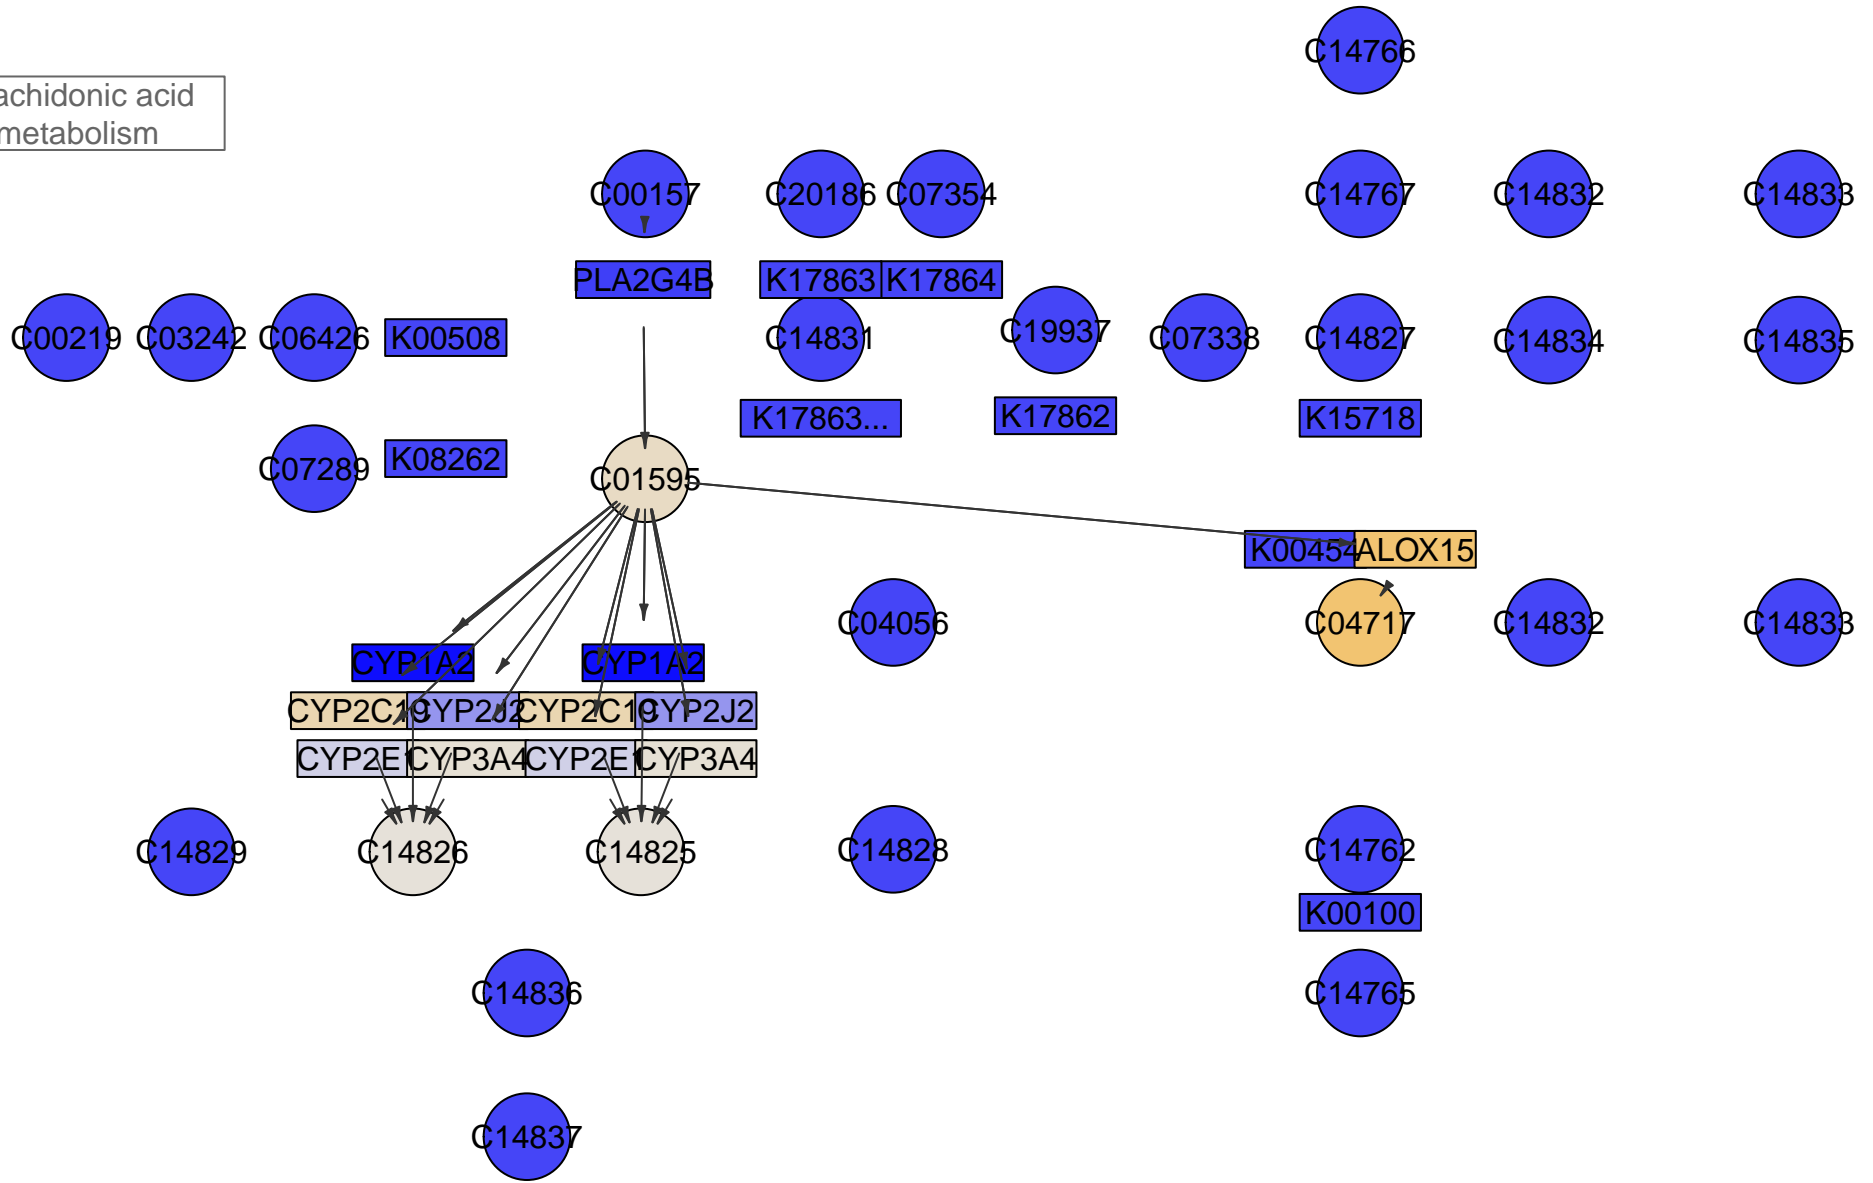 C14766
achidonic acid
metabolism
C00157
C20186
C07354
C14767
C14832
C14833
PLA2G4B
K17863
K17864
C00219
C03242
C06426
K00508
C14831
C19937
C07338
C14827
C14834
C14835
K17863...
K17862
K15718
C07289
K08262
C01595
K00454
ALOX15
C04056
C04717
C14832
C14833
CYP1A2
CYP1A2
CYP2C19
CYP2J2
CYP2C19
CYP2J2
CYP2E1
CYP3A4
CYP2E1
CYP3A4
C14829
C14826
C14825
C14828
C14762
K00100
C14836
C14765
C14837